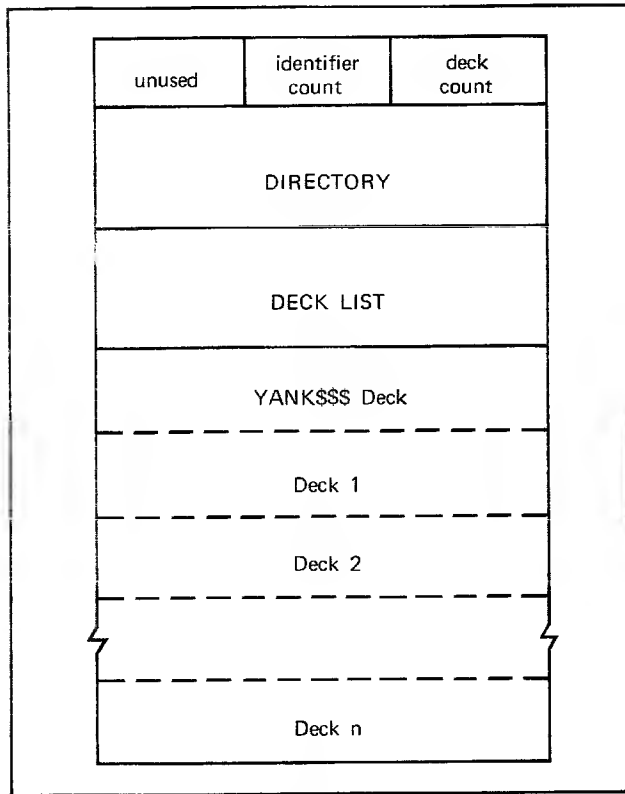 unused
identifier
count
deck
count
DIRECTORY
DECK LIST
YANK$$$ Deck
Deck 1
Deck 2
Deck n